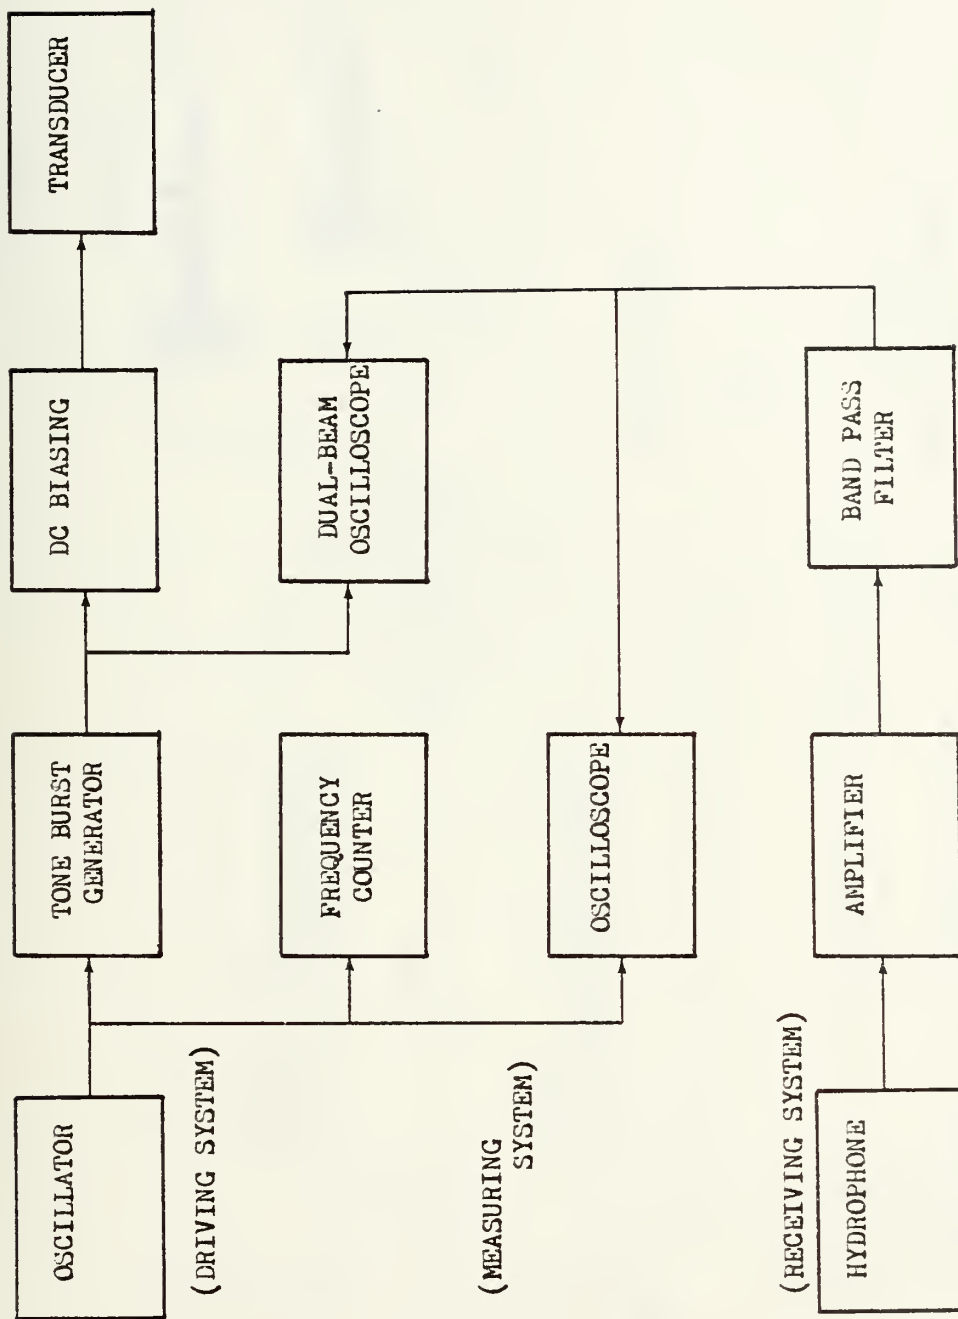 OSCILLATOR
TONE BURST
GENERATOR
DC BIASING
TRANSDUCER
(DRIVING SYSTEM)
FREQUENCY
COUNTER
DUAL-BEAM
OSCILLOSCOPE
(MEASURING
SYSTEM)
OSCILLOSCOPE
(RECEIVING SYSTEM)
HYDROPHONE
AMPLIFIER
BAND PASS
FILTER